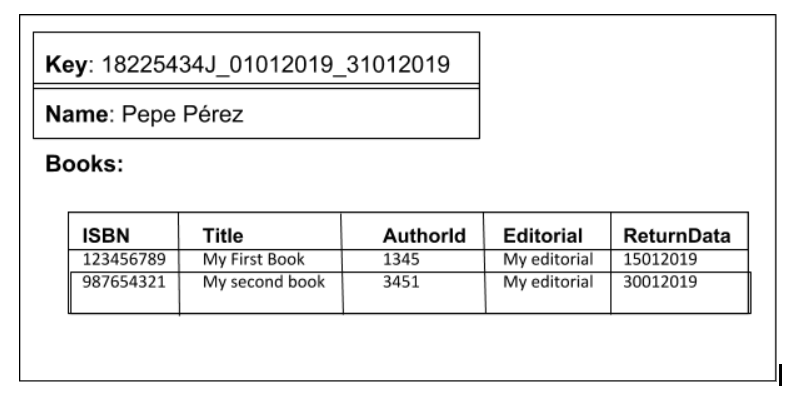 Key: 18225434J_01012019_31012019
Name: Pepe Pérez
Books:
ISBN Title AuthorId Editorial ReturnData
123456789 My First Book 1345 My editorial 15012019
987654321 My second book 3451 My editorial 30012019